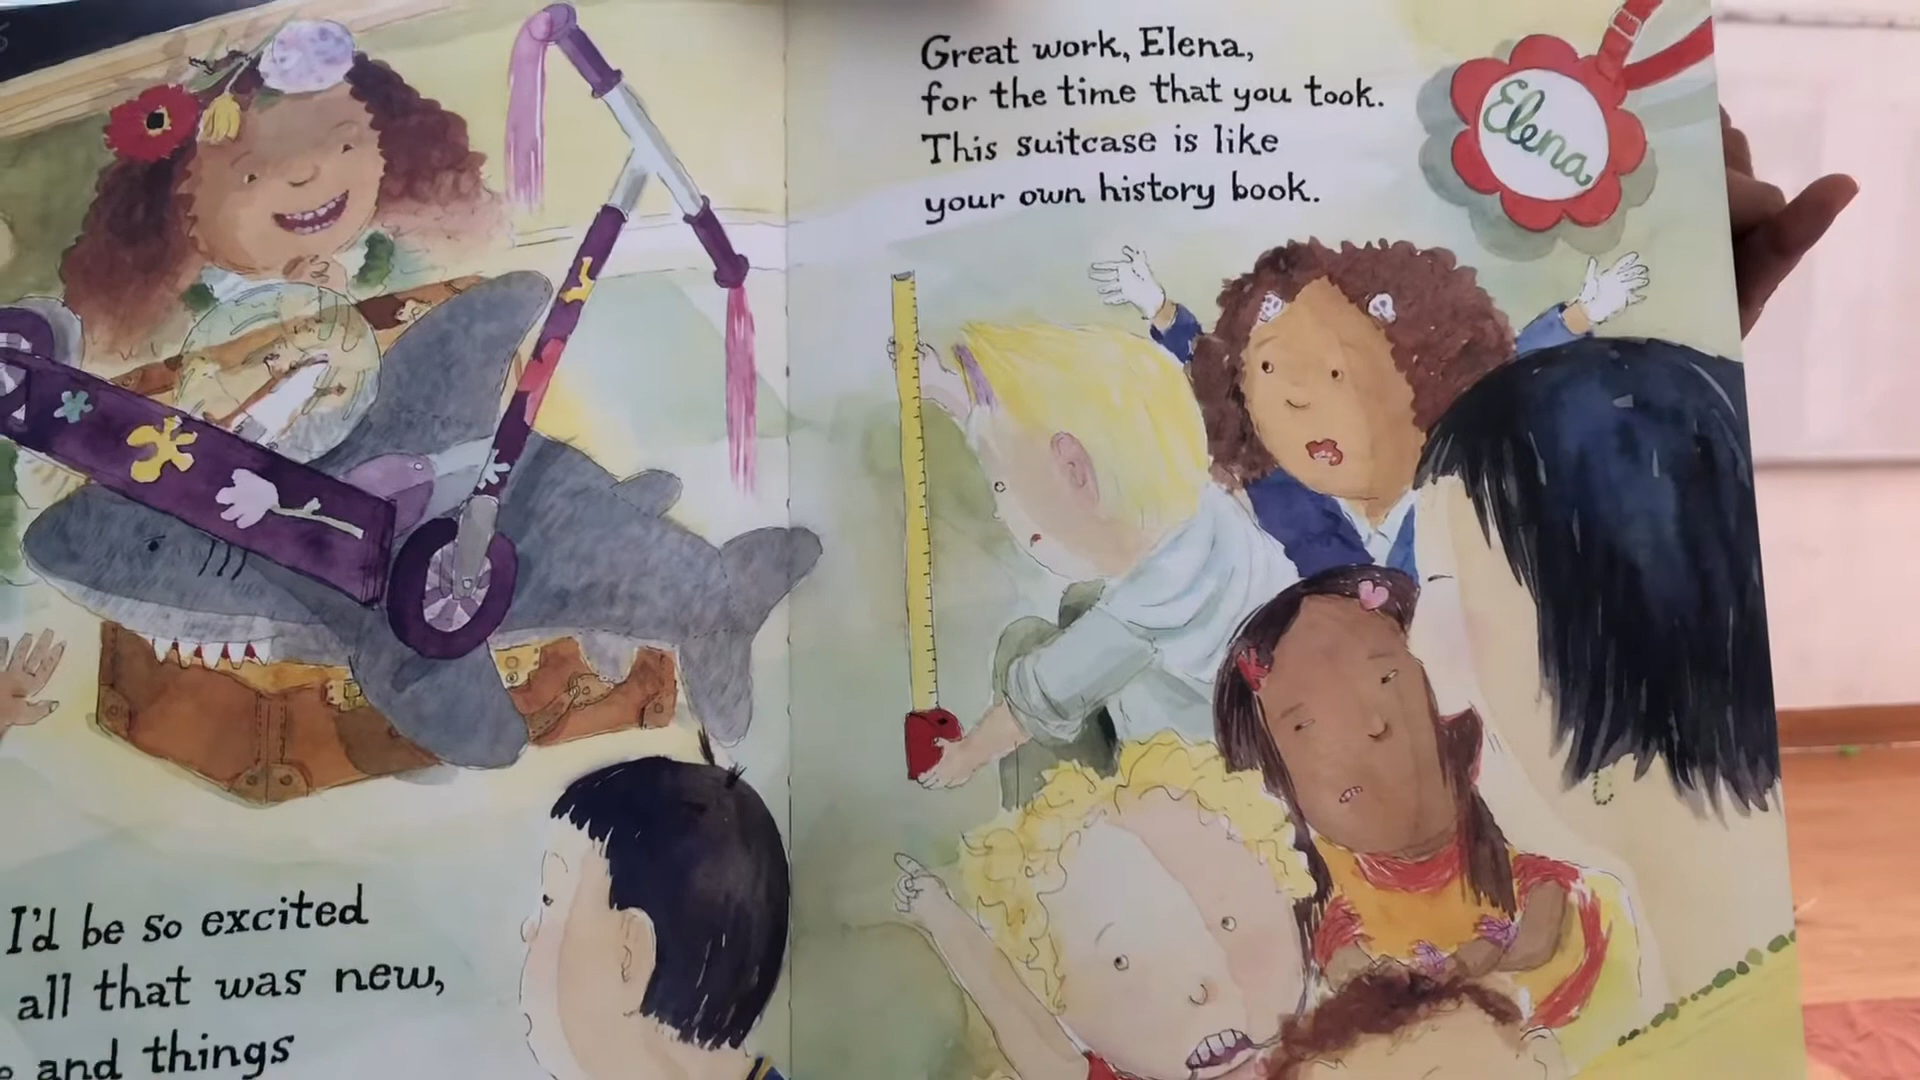 I'd be so excited
all that was new,
and things
Great work, Elena,
for the time that you took.
This suitcase is like
your own history book.
Elena